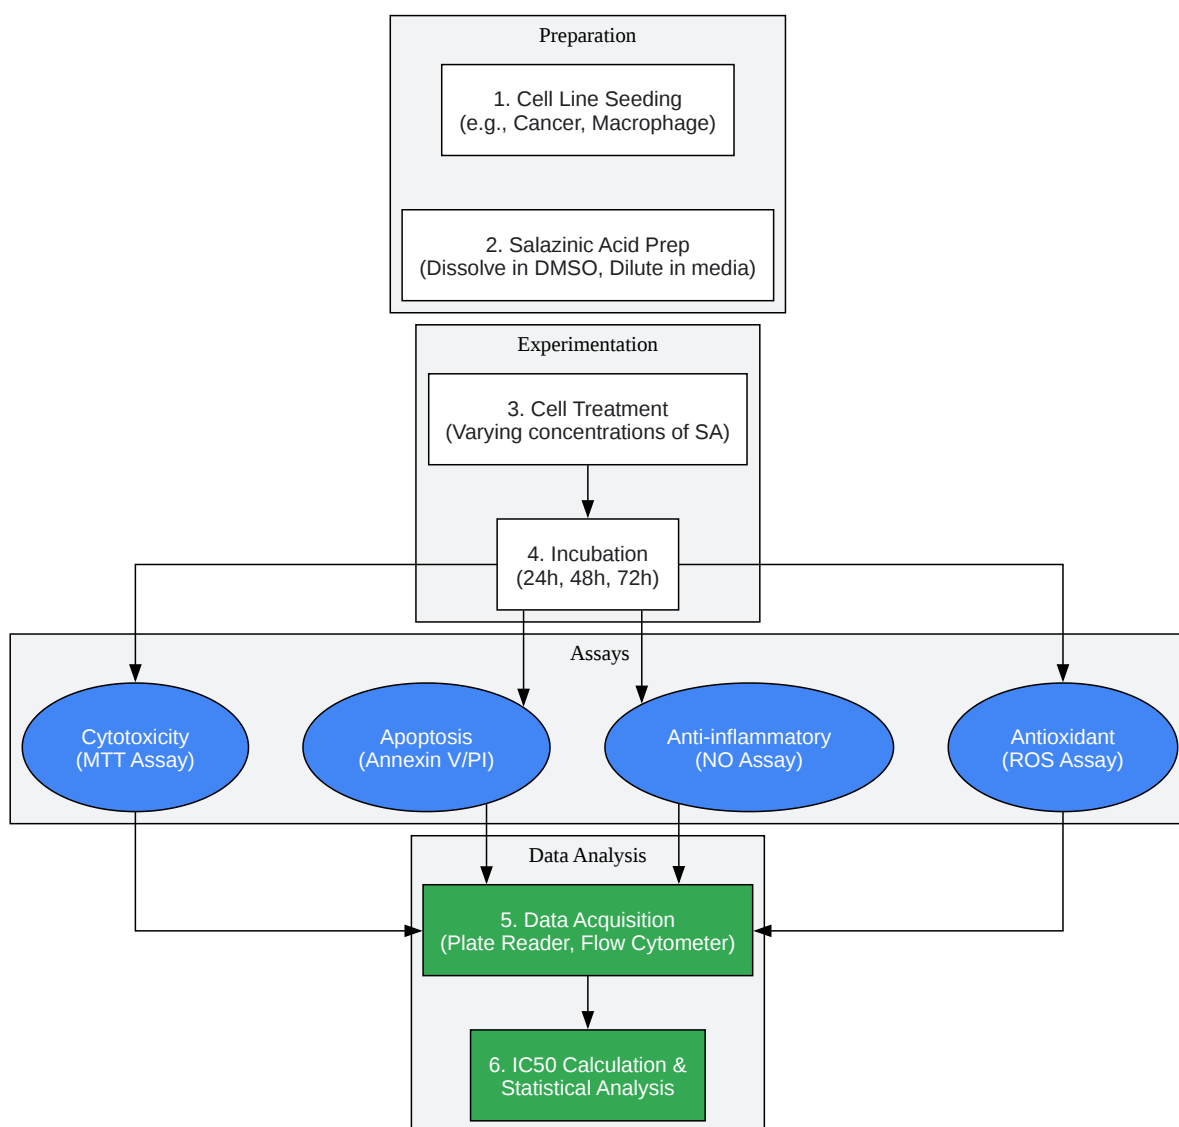 Preparation
1. Cell Line Seeding
(e.g., Cancer, Macrophage)
2. Salazinic Acid Prep
(Dissolve in DMSO, Dilute in media)
Experimentation
3. Cell Treatment
(Varying concentrations of SA)
4. Incubation
(24h, 48h, 72h)
Assays
Cytotoxicity
(MTT Assay)
Apoptosis
(Annexin V/PI)
Anti-inflammatory
(NO Assay)
Antioxidant
(ROS Assay)
Data Analysis
5. Data Acquisition
(Plate Reader, Flow Cytometer)
6. IC50 Calculation &
Statistical Analysis